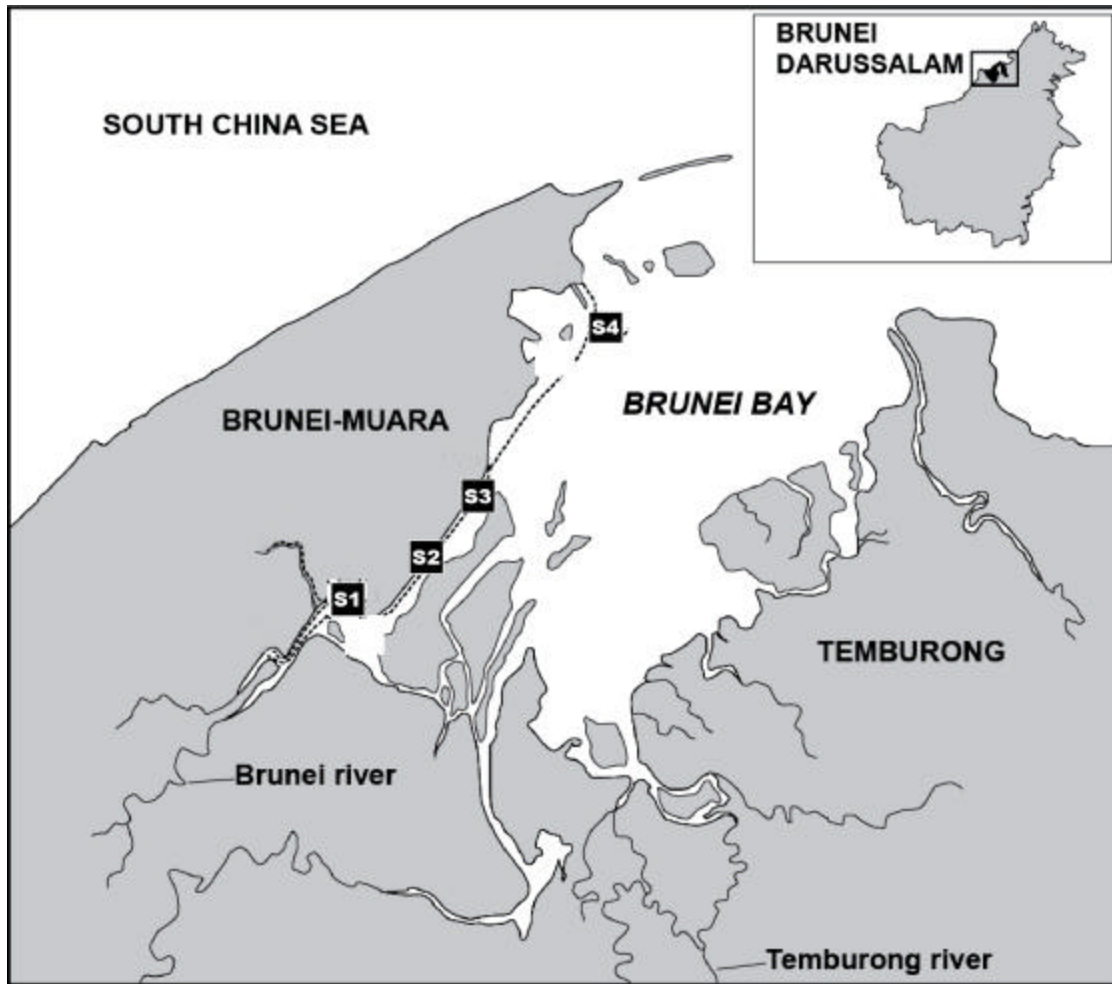 BRUNEI
DARUSSALAM
SOUTH CHINA SEA
S4
BRUNEI BAY
BRUNEI-MUARA
S3
S2
S1
TEMBURONG
Brunei river
Temburong river